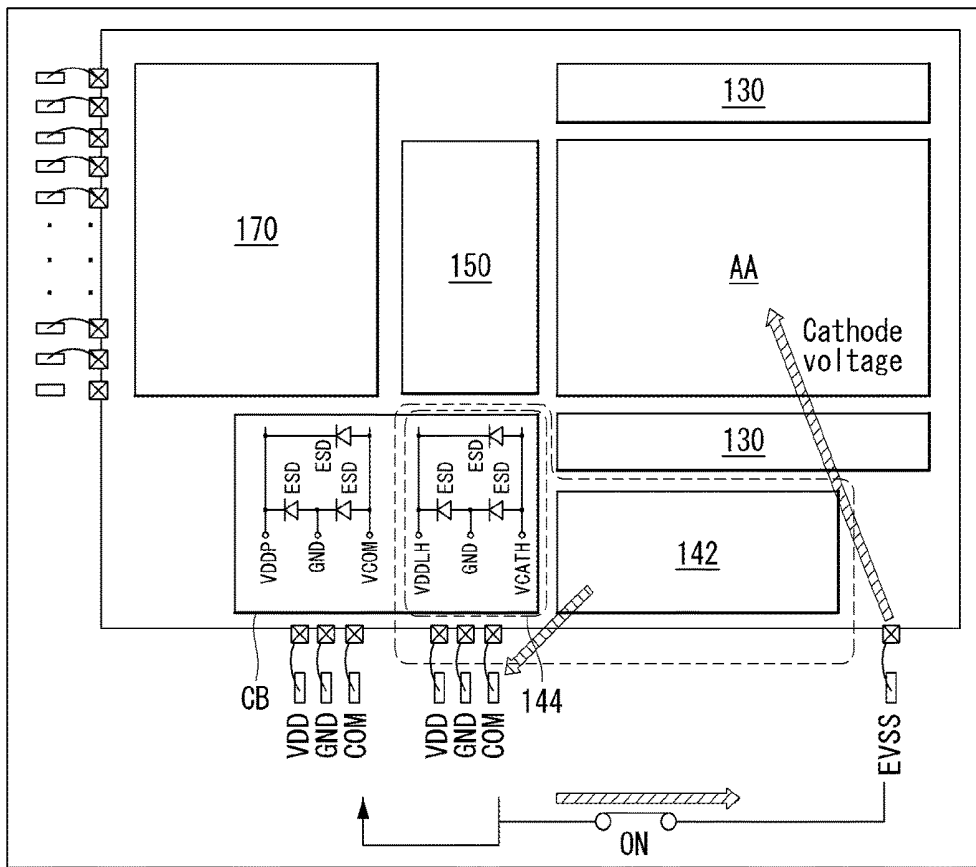 130
170
150
AA
Cathode
voltage
130
ESD
ESD
ESD
VDDP
GND
VCOM
ESD
ESD
ESD
VDDLH
GND
VCATH
142
CB
VDD
GND
COM
VDD
GND
COM
144
EVSS
ON